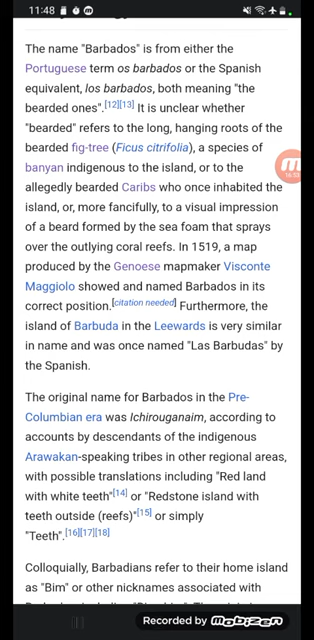 11:48
The name "Barbados" is from either the
Portuguese term os barbados or the Spanish
equivalent, los barbados, both meaning "the
bearded ones".[12][13] It is unclear whether
"bearded" refers to the long, hanging roots of the
bearded fig-tree (Ficus citrifolia), a species of
banyan indigenous to the island, or to the
allegedly bearded Caribs who once inhabited the
island, or, more fancifully, to a visual impression
of a beard formed by the sea foam that sprays
over the outlying coral reefs. In 1519, a map
produced by the Genoese mapmaker Visconte
Maggiolo showed and named Barbados in its
correct position.[citation needed] Furthermore, the
island of Barbuda in the Leewards is very similar
in name and was once named "Las Barbudas" by
the Spanish.
The original name for Barbados in the Pre-
Columbian era was Ichirouganaim, according to
accounts by descendants of the indigenous
Arawakan-speaking tribes in other regional areas,
with possible translations including "Red land
with white teeth"[14] or "Redstone island with
teeth outside (reefs)"[15] or simply
"Teeth".[16][17][18]
Colloquially, Barbadians refer to their home island
as "Bim" or other nicknames associated with
Recorded by mobizen